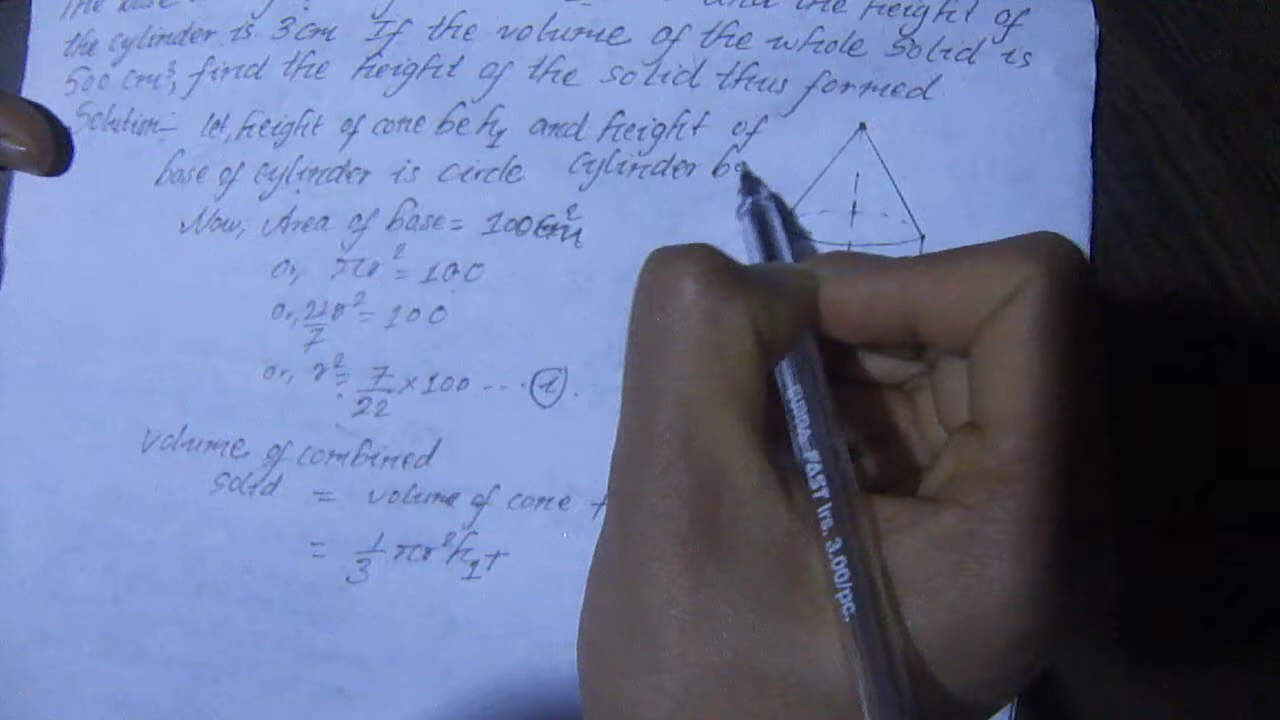 the cylinder is 3cm If the volume of the whole solid is
500 cm³, find the height of the solid thus formed
Solution:- let, height of cone be h₁ and height of
base of cylinder is circle. cylinder be
Now, Area of base = 100cm²
or, πr² = 100
or, 22/7 r² = 100
or, r² = 7/22 × 100 --- (1).
volume of combined
solid = volume of cone +
= 1/3 πr²h₁ +
FAST Irs. 3.00/pc.